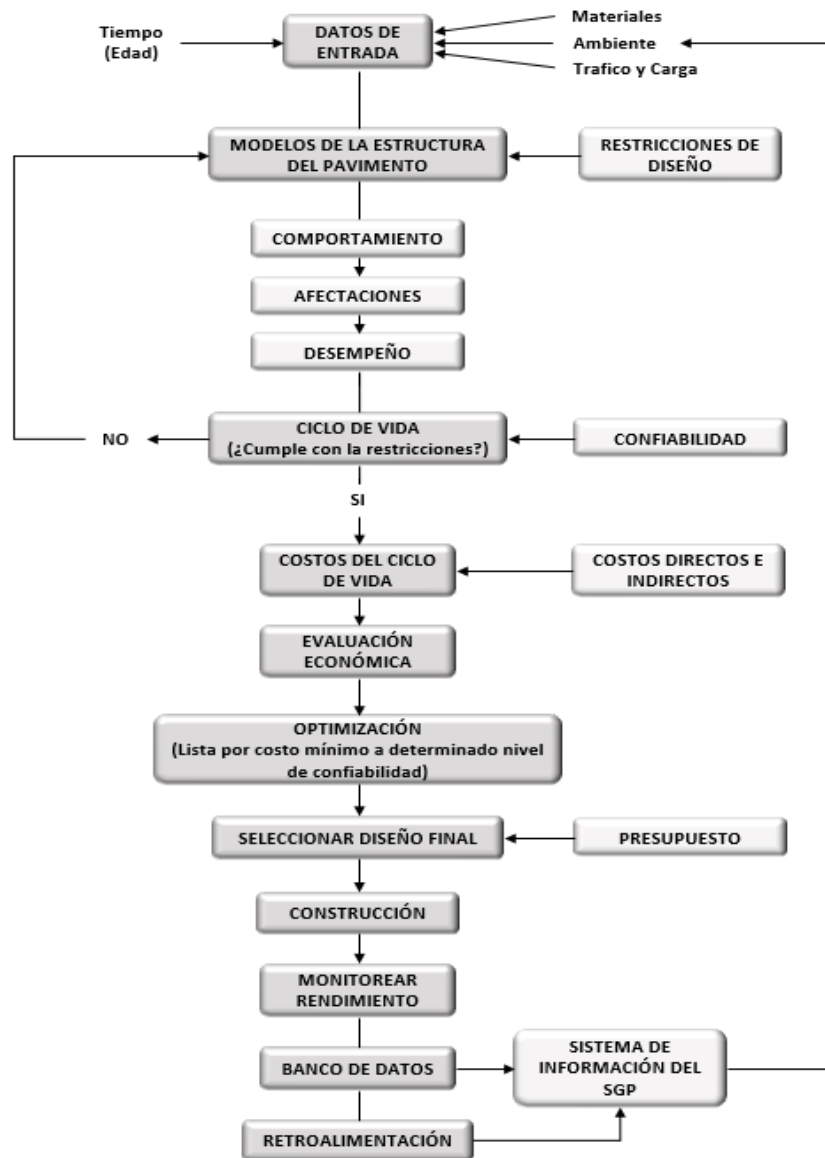 Tiempo
(Edad)
DATOS DE
ENTRADA
Materiales
Ambiente
Trafico y Carga
MODELOS DE LA ESTRUCTURA
DEL PAVIMENTO
RESTRICCIONES DE
DISEÑO
COMPORTAMIENTO
AFECTACIONES
DESEMPEÑO
NO
CICLO DE VIDA
(¿Cumple con la restricciones?)
CONFIABILIDAD
SI
COSTOS DEL CICLO
DE VIDA
COSTOS DIRECTOS E
INDIRECTOS
EVALUACIÓN
ECONÓMICA
OPTIMIZACIÓN
(Lista por costo mínimo a determinado nivel
de confiabilidad)
SELECCIONAR DISEÑO FINAL
PRESUPUESTO
CONSTRUCCIÓN
MONITOREAR
RENDIMIENTO
BANCO DE DATOS
SISTEMA DE
INFORMACIÓN DEL
SGP
RETROALIMENTACIÓN